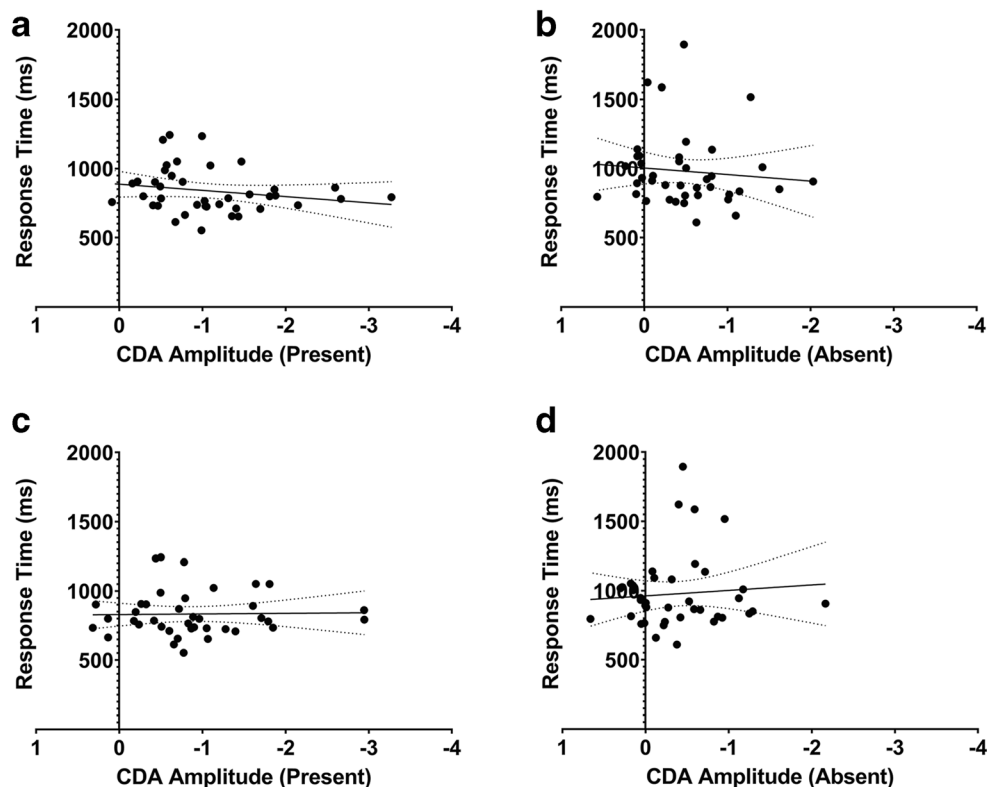 a
b
2000
1500
1000
500
Response Time (ms)
1 0 -1 -2 -3 -4
CDA Amplitude (Present)
2000
1500
1000
500
Response Time (ms)
1 0 -1 -2 -3 -4
CDA Amplitude (Absent)
c
d
2000
1500
1000
500
Response Time (ms)
1 0 -1 -2 -3 -4
CDA Amplitude (Present)
2000
1500
1000
500
Response Time (ms)
1 0 -1 -2 -3 -4
CDA Amplitude (Absent)